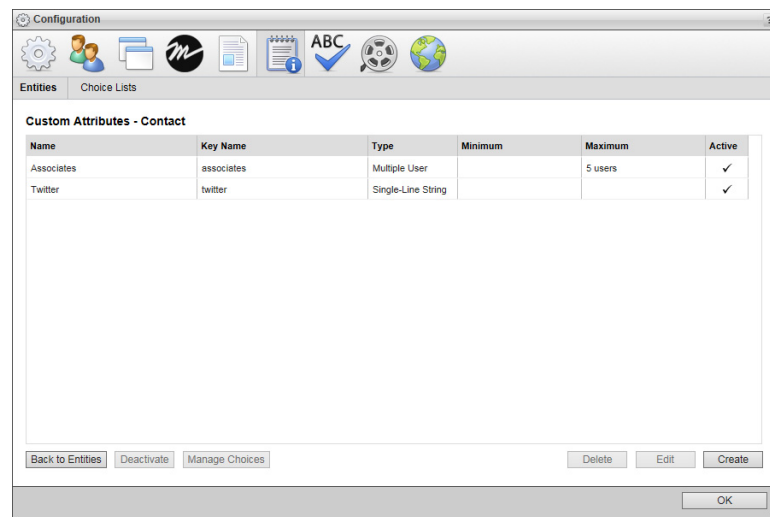 Configuration ?
ABC
Entities Choice Lists
Custom Attributes - Contact
Name Key Name Type Minimum Maximum Active
Associates associates Multiple User 5 users ✓
Twitter twitter Single-Line String ✓
Back to Entities Deactivate Manage Choices Delete Edit Create
OK